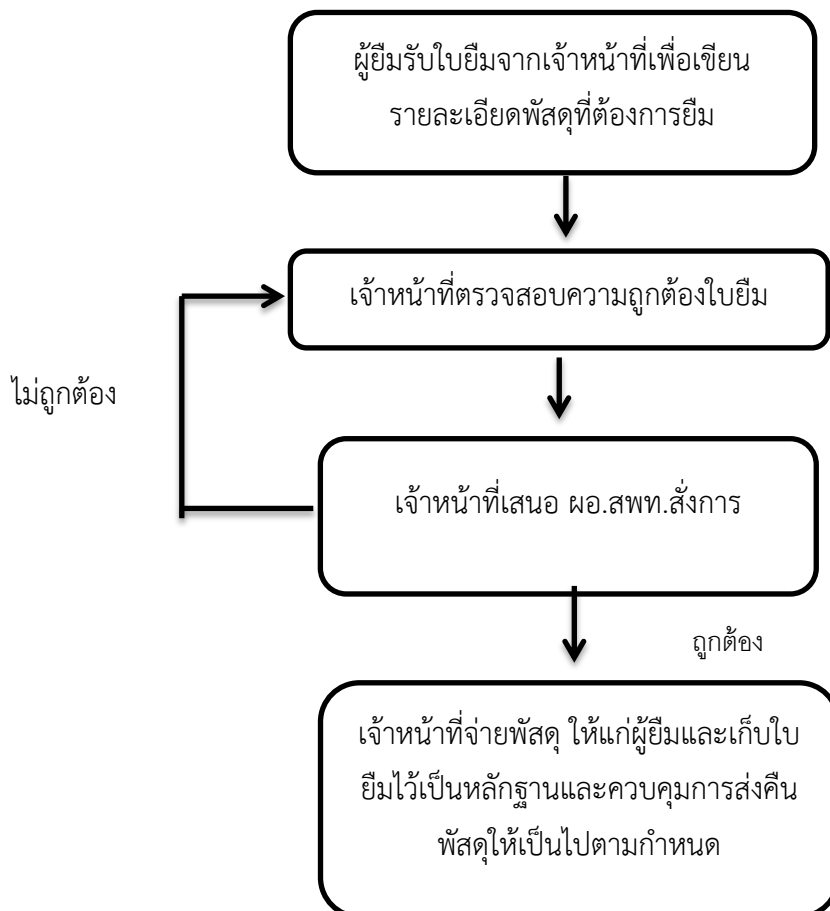 ผู้ยืมรับใบยืมจากเจ้าหน้าที่เพื่อเขียน
รายละเอียดพัสดุที่ต้องการยืม
เจ้าหน้าที่ตรวจสอบความถูกต้องใบยืม
ไม่ถูกต้อง
เจ้าหน้าที่เสนอ ผอ.สพท.สั่งการ
ถูกต้อง
เจ้าหน้าที่จ่ายพัสดุ ให้แก่ผู้ยืมและเก็บใบ
ยืมไว้เป็นหลักฐานและควบคุมการส่งคืน
พัสดุให้เป็นไปตามกำหนด